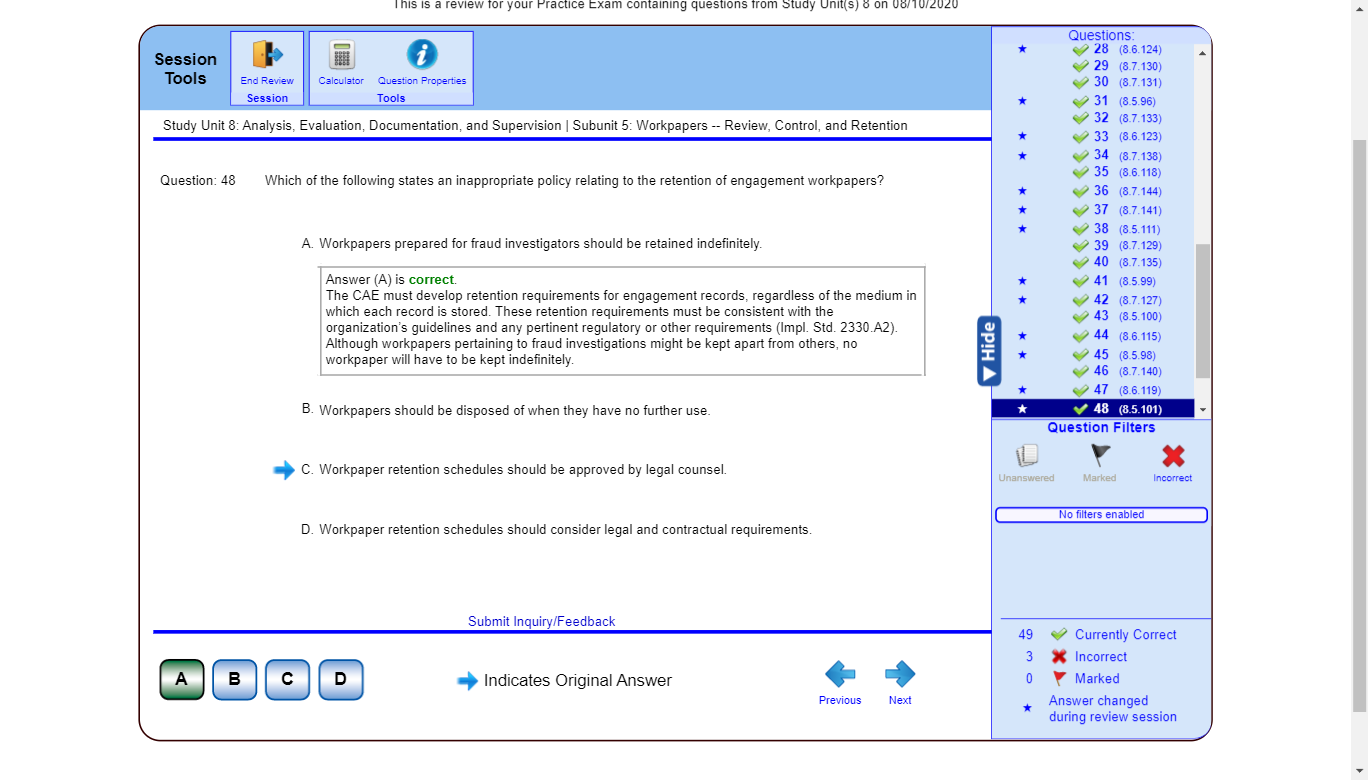 This is a review for your Practice Exam containing questions from Study Unit(s) 8 on 08/10/2020
Session Tools
End Review
Session
Calculator
Question Properties
Tools
Study Unit 8: Analysis, Evaluation, Documentation, and Supervision | Subunit 5: Workpapers -- Review, Control, and Retention
Question: 48 Which of the following states an inappropriate policy relating to the retention of engagement workpapers?
A. Workpapers prepared for fraud investigators should be retained indefinitely.
Answer (A) is correct.
The CAE must develop retention requirements for engagement records, regardless of the medium in
which each record is stored. These retention requirements must be consistent with the
organization's guidelines and any pertinent regulatory or other requirements (Impl. Std. 2330.A2).
Although workpapers pertaining to fraud investigations might be kept apart from others, no
workpaper will have to be kept indefinitely.
B. Workpapers should be disposed of when they have no further use.
C. Workpaper retention schedules should be approved by legal counsel.
D. Workpaper retention schedules should consider legal and contractual requirements.
Submit Inquiry/Feedback
A B C D
Indicates Original Answer
Previous
Next
Questions:
28 (8.6.124)
29 (8.7.130)
30 (8.7.131)
31 (8.5.96)
32 (8.7.133)
33 (8.6.123)
34 (8.7.138)
35 (8.6.118)
36 (8.7.144)
37 (8.7.141)
38 (8.5.111)
39 (8.7.129)
40 (8.7.135)
41 (8.5.99)
42 (8.7.127)
43 (8.5.100)
44 (8.6.115)
45 (8.5.98)
46 (8.7.140)
47 (8.6.119)
48 (8.5.101)
Hide
Question Filters
Unanswered
Marked
Incorrect
No filters enabled
49 Currently Correct
3 Incorrect
0 Marked
Answer changed
during review session